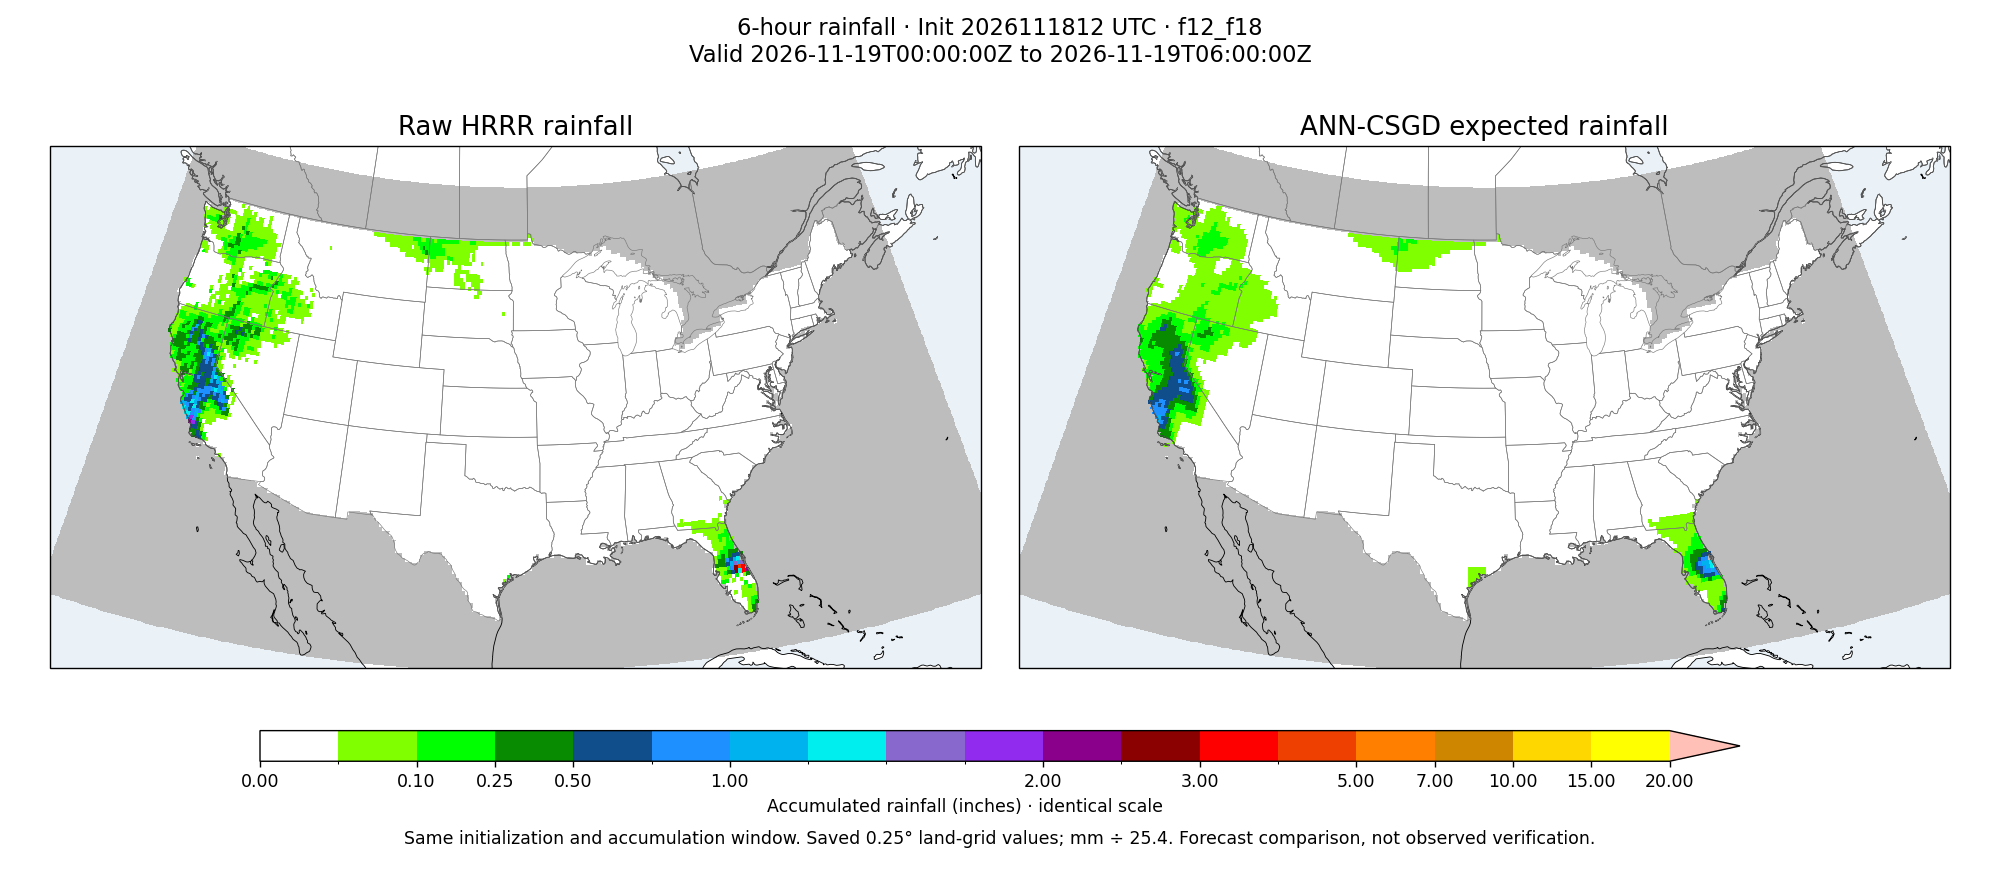 6-hour rainfall · Init 2026111812 UTC · f12_f18
Valid 2026-11-19T00:00:00Z to 2026-11-19T06:00:00Z
Raw HRRR rainfall
ANN-CSGD expected rainfall
0.00 0.10 0.25 0.50 1.00 2.00 3.00 5.00 7.00 10.00 15.00 20.00
Accumulated rainfall (inches) · identical scale
Same initialization and accumulation window. Saved 0.25° land-grid values; mm ÷ 25.4. Forecast comparison, not observed verification.